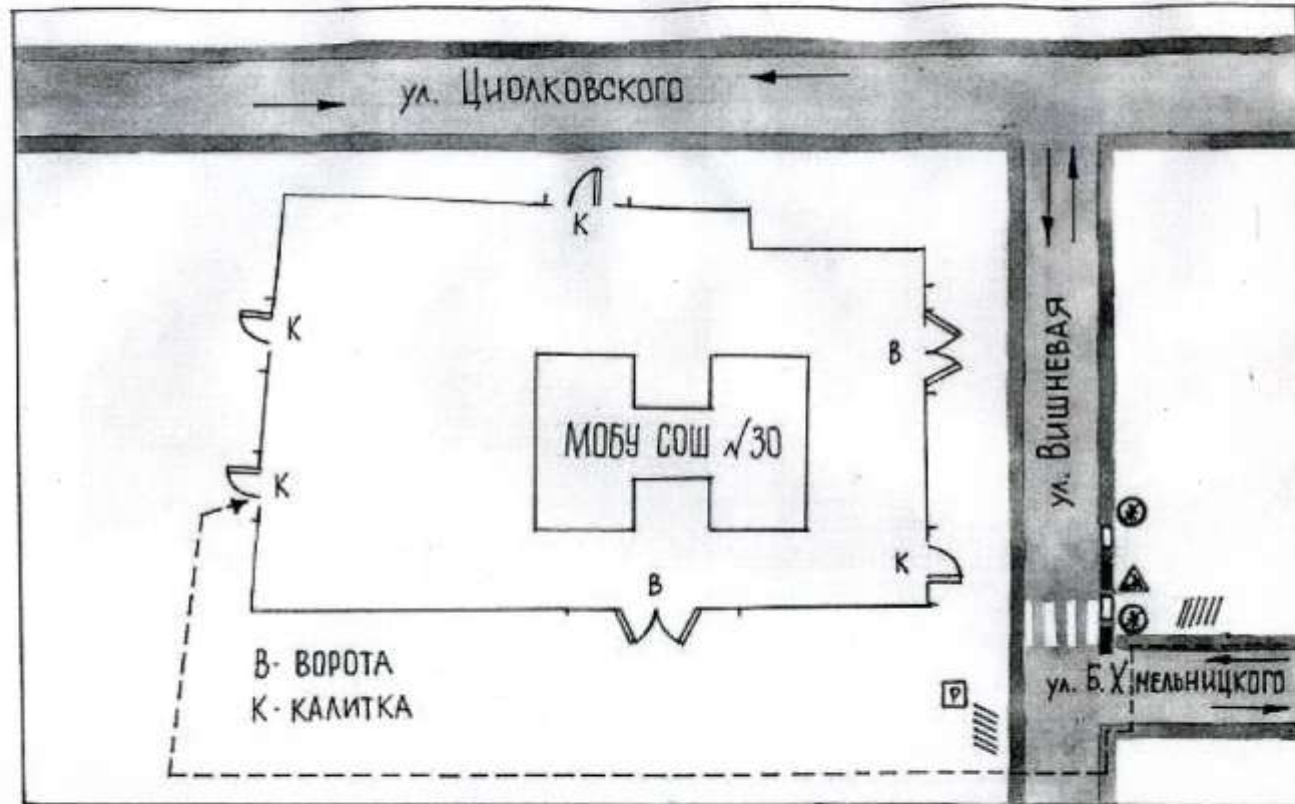 ул. Циолковского
К
К
В
ул. Вишневая
МОБУ СОШ №30
К
К
В
В- ВОРОТА
К- КАЛИТКА
Р
ул. Б. Хмельницкого